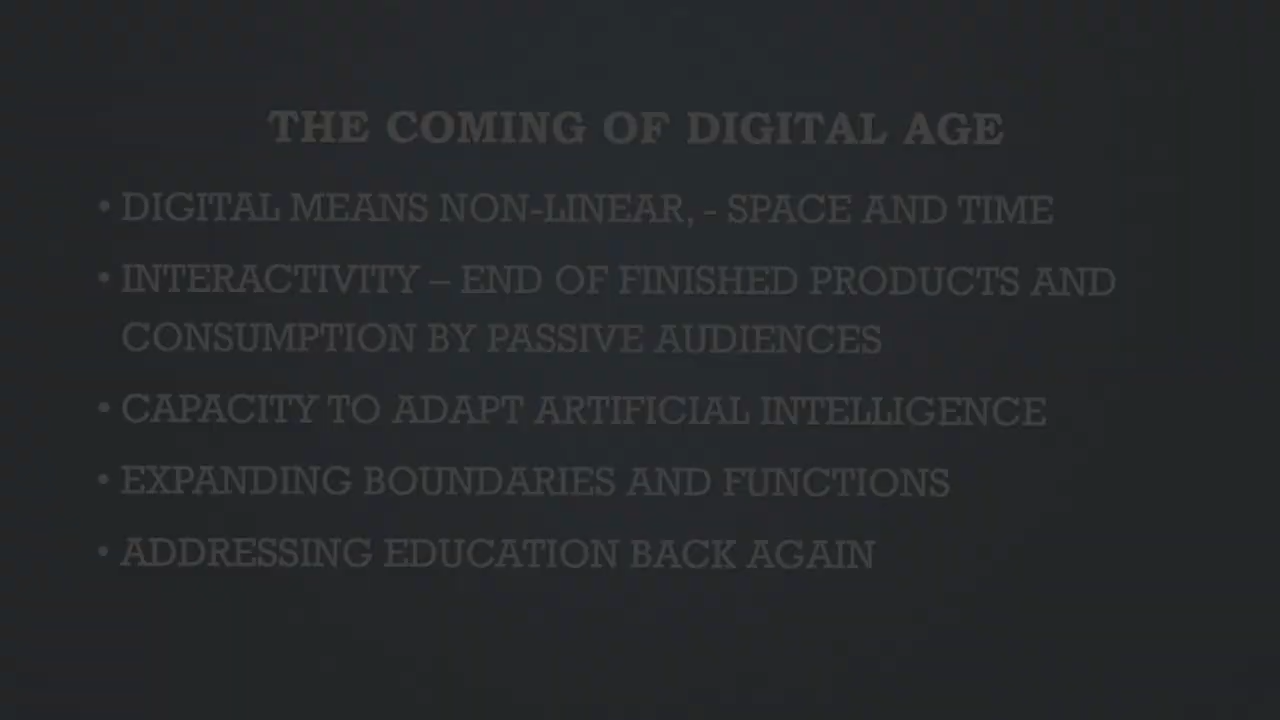 THE COMING OF DIGITAL AGE
• DIGITAL MEANS NON-LINEAR, - SPACE AND TIME
• INTERACTIVITY – END OF FINISHED PRODUCTS AND
CONSUMPTION BY PASSIVE AUDIENCES
• CAPACITY TO ADAPT ARTIFICIAL INTELLIGENCE
• EXPANDING BOUNDARIES AND FUNCTIONS
• ADDRESSING EDUCATION BACK AGAIN